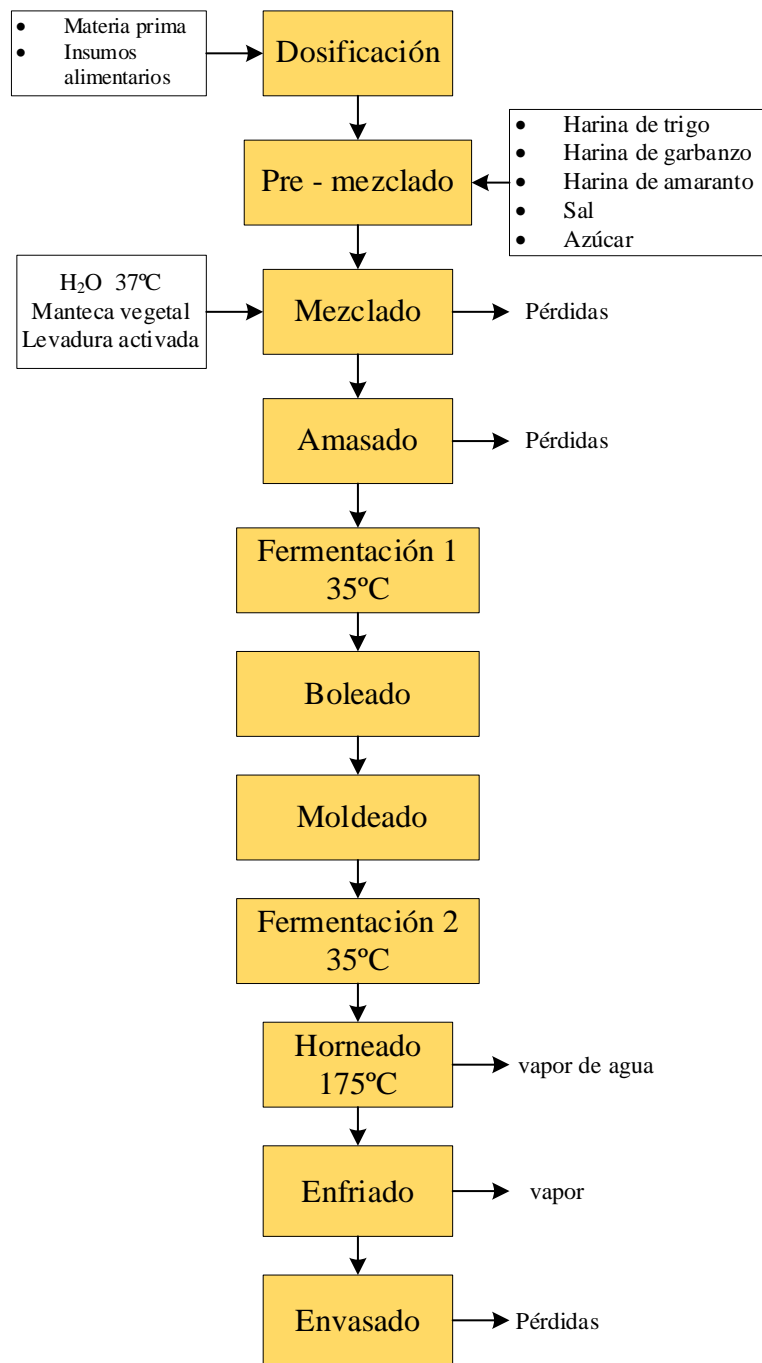 • Materia prima
• Insumos
alimentarios
Dosificación
Pre - mezclado
• Harina de trigo
• Harina de garbanzo
• Harina de amaranto
• Sal
• Azúcar
H₂O 37ºC
Manteca vegetal
Levadura activada
Mezclado
Pérdidas
Amasado
Pérdidas
Fermentación 1
35ºC
Boleado
Moldeado
Fermentación 2
35ºC
Horneado
175ºC
vapor de agua
Enfriado
vapor
Envasado
Pérdidas